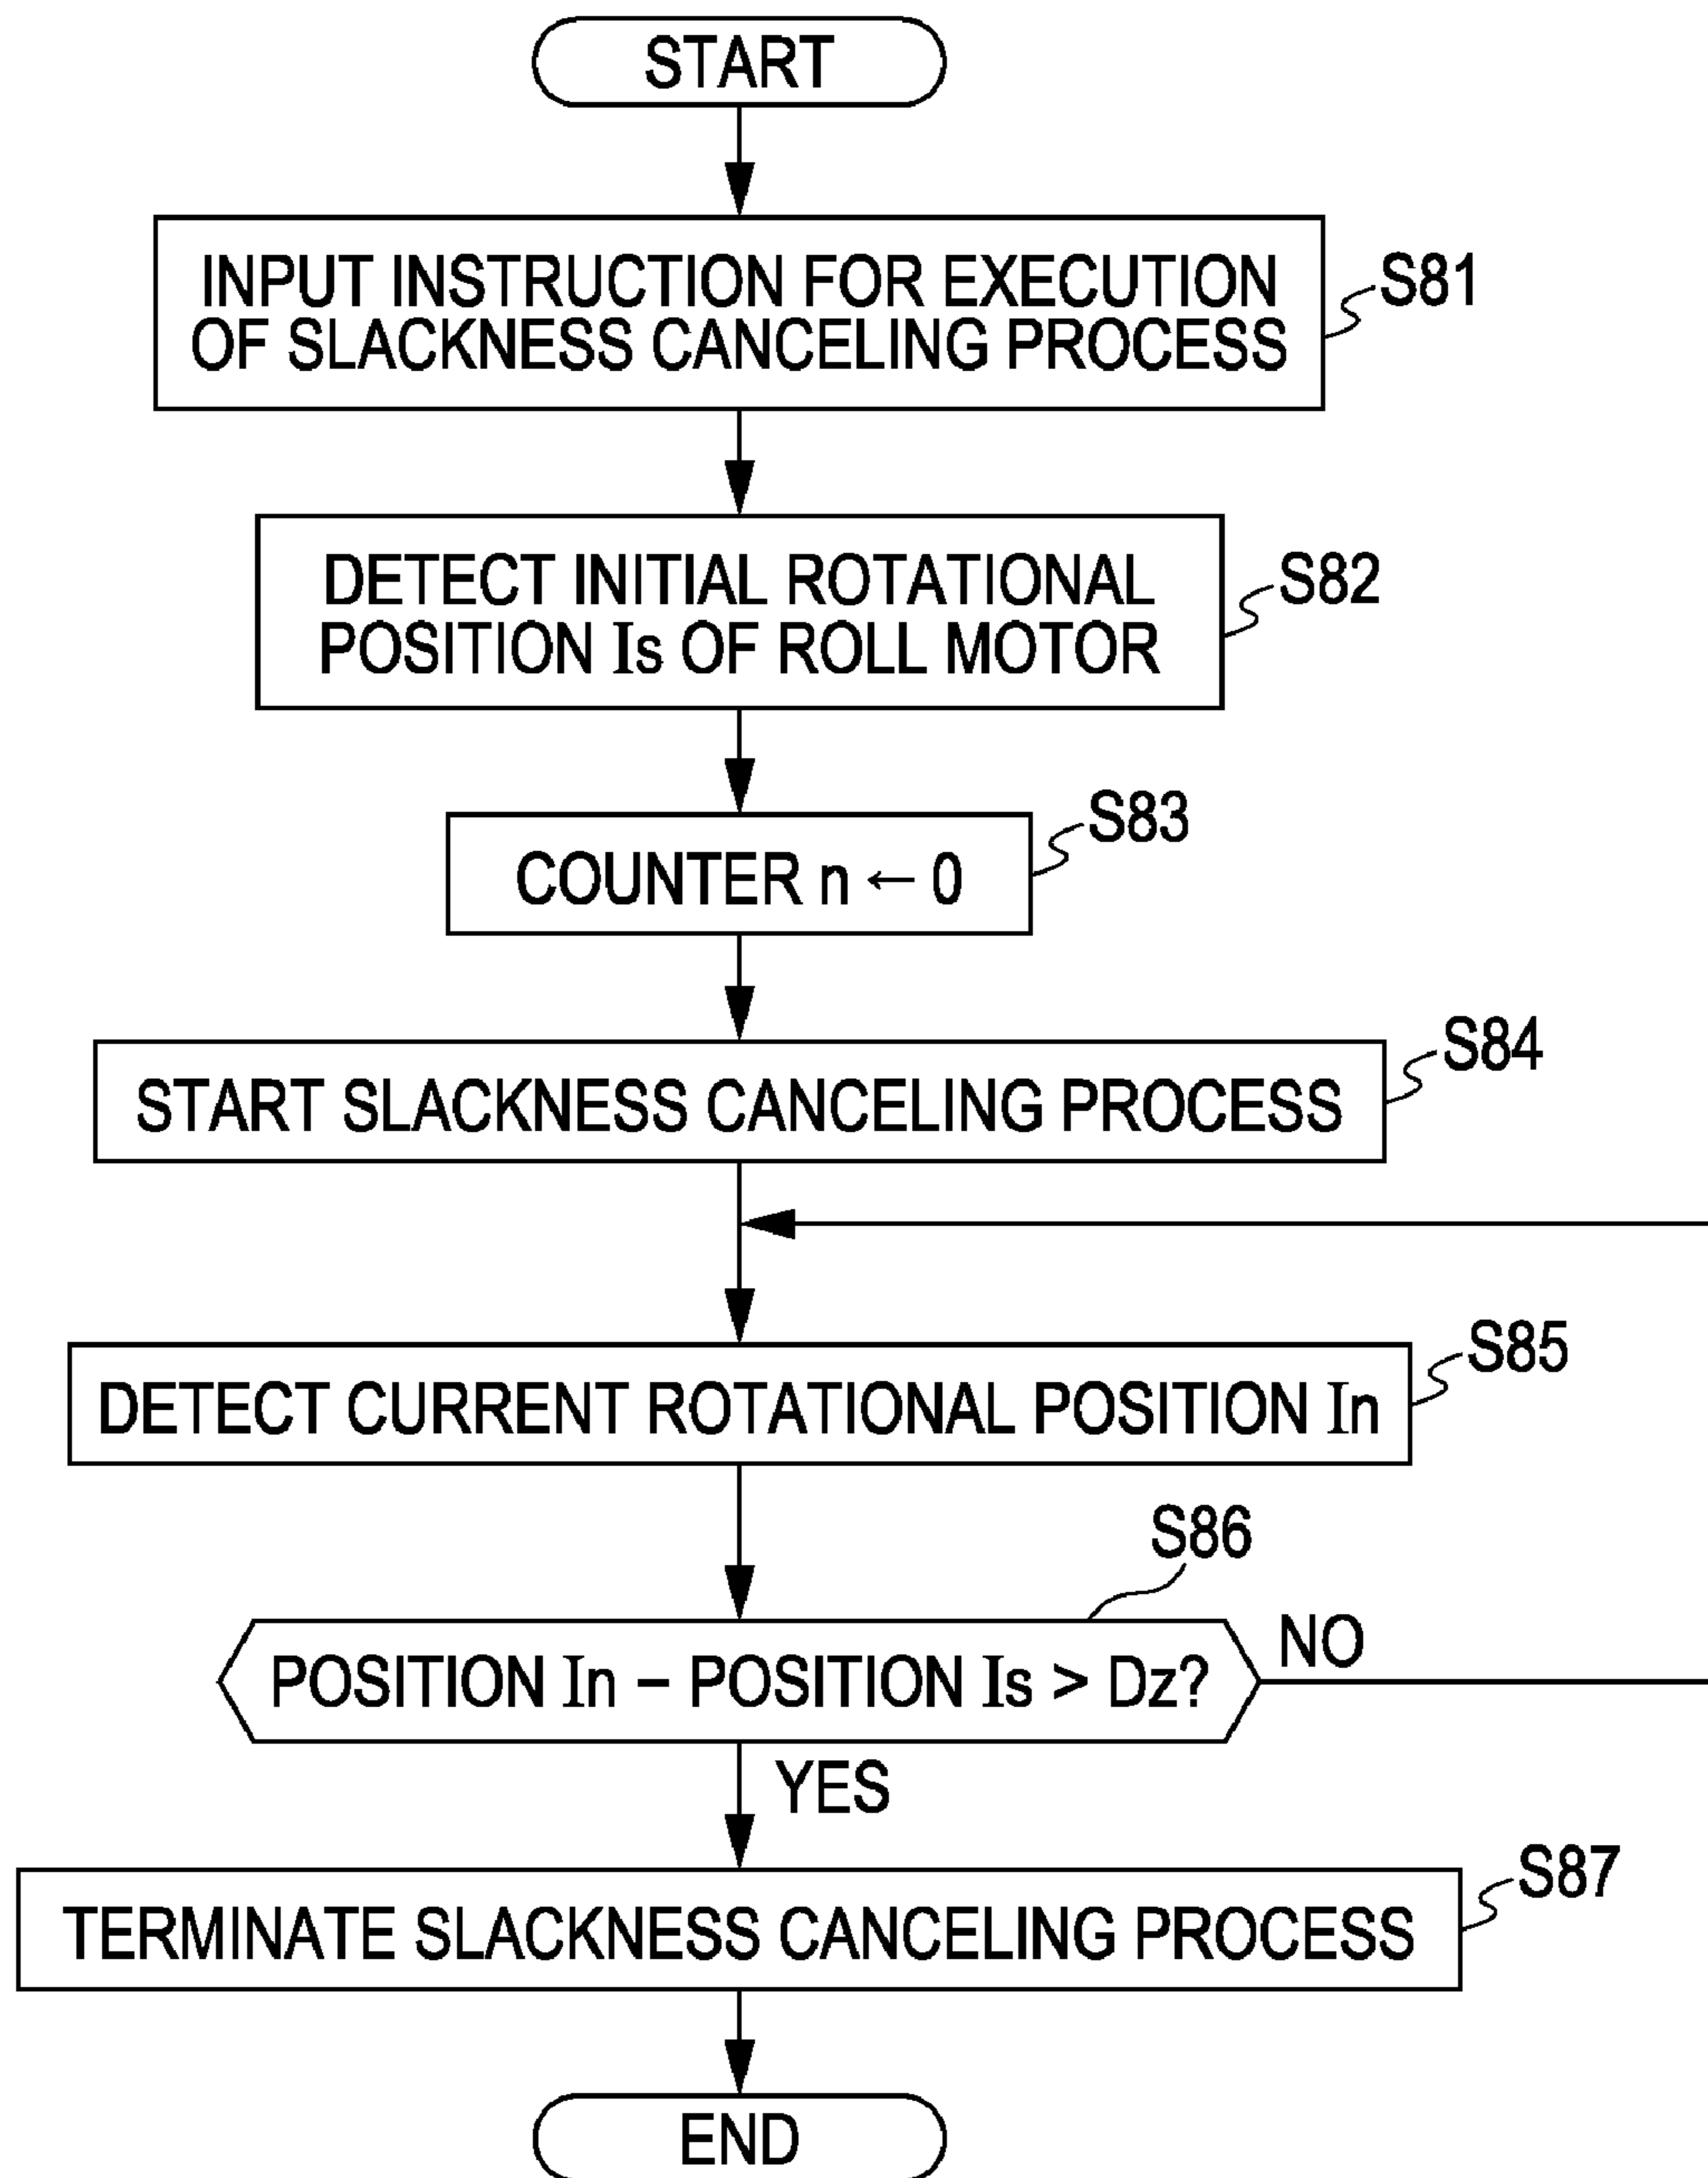 START
INPUT INSTRUCTION FOR EXECUTION
OF SLACKNESS CANCELING PROCESS
S81
DETECT INITIAL ROTATIONAL
POSITION Is OF ROLL MOTOR
S82
COUNTER n ← 0
S83
START SLACKNESS CANCELING PROCESS
S84
DETECT CURRENT ROTATIONAL POSITION In
S85
S86
POSITION In – POSITION Is > Dz?
NO
YES
TERMINATE SLACKNESS CANCELING PROCESS
S87
END